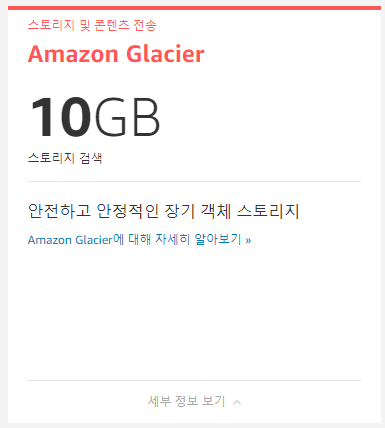 스토리지 및 콘텐츠 전송
Amazon Glacier
10GB
스토리지 검색
안전하고 안정적인 장기 객체 스토리지
Amazon Glacier에 대해 자세히 알아보기 »
세부 정보 보기